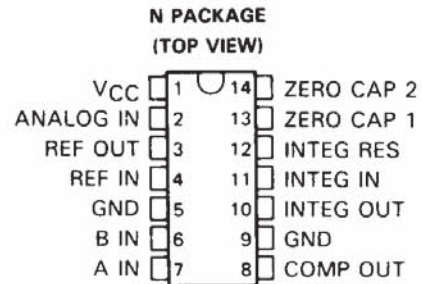 N PACKAGE
(TOP VIEW)
VCC 1 14 ZERO CAP 2
ANALOG IN 2 13 ZERO CAP 1
REF OUT 3 12 INTEG RES
REF IN 4 11 INTEG IN
GND 5 10 INTEG OUT
B IN 6 9 GND
A IN 7 8 COMP OUT